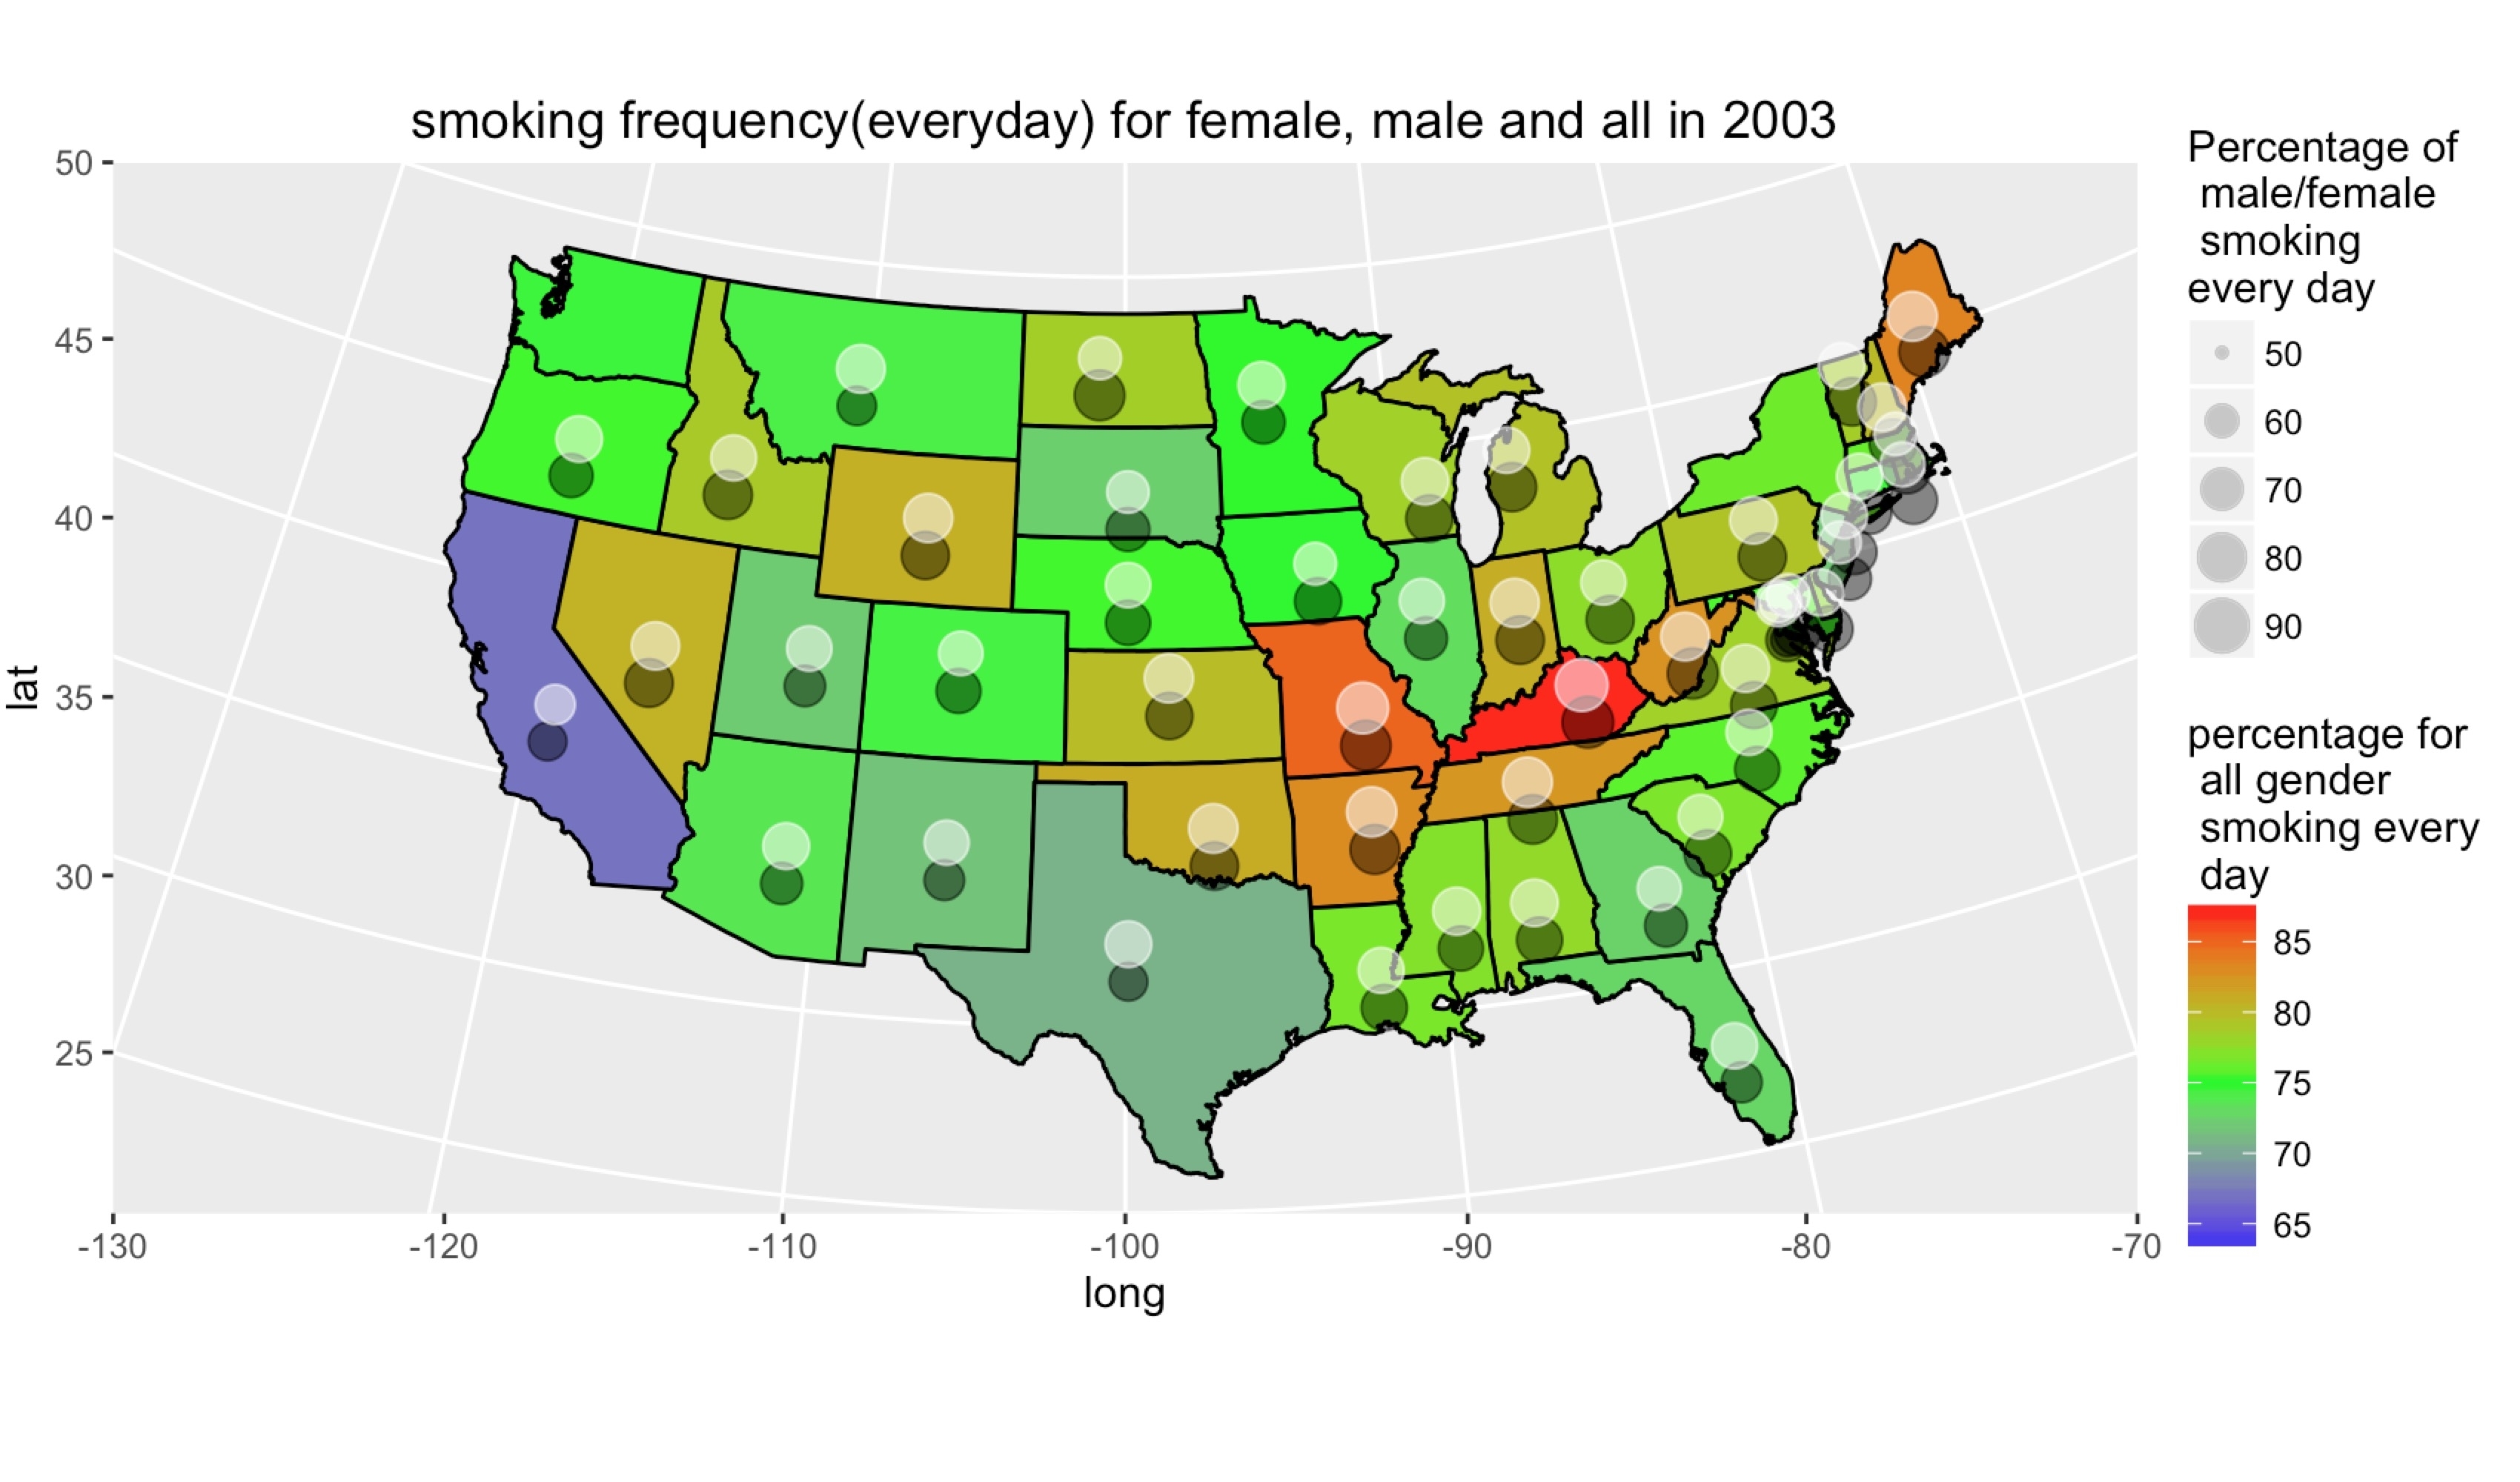 smoking frequency(everyday) for female, male and all in 2003
50
45
40
35
30
25
lat
-130
-120
-110
-100
-90
-80
-70
long
Percentage of
male/female
smoking
every day
50
60
70
80
90
percentage for
all gender
smoking every
day
85
80
75
70
65